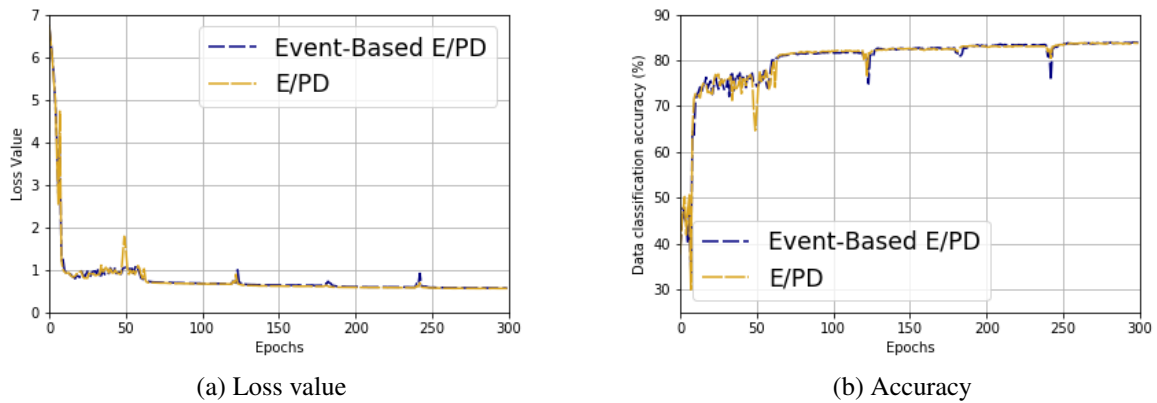 7
6
5
4
3
2
1
0
Loss Value
0 50 100 150 200 250 300
Epochs
Event-Based E/PD
E/PD
(a) Loss value
90
80
70
60
50
40
30
Data classification accuracy (%)
0 50 100 150 200 250 300
Epochs
Event-Based E/PD
E/PD
(b) Accuracy